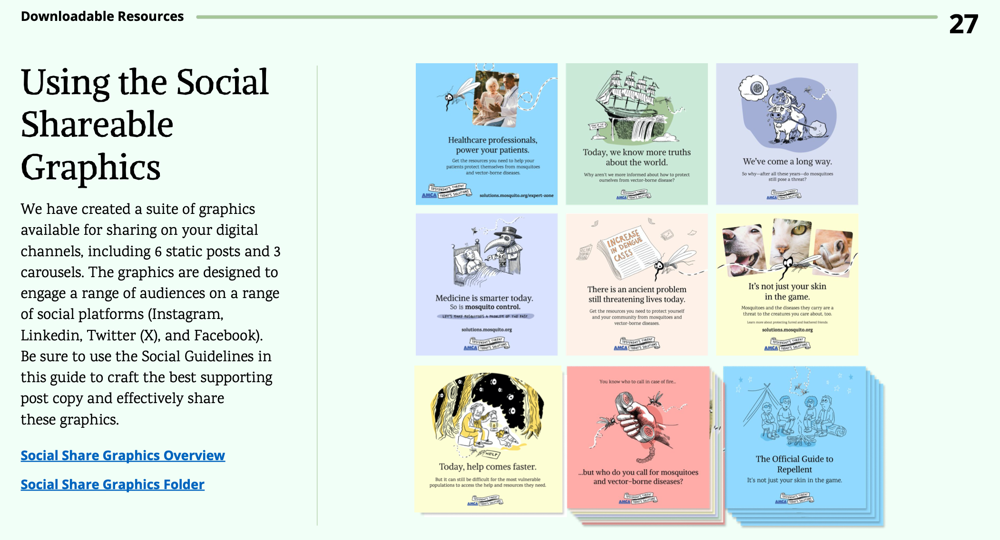 Downloadable Resources
27
Using the Social
Shareable
Graphics
We have created a suite of graphics
available for sharing on your digital
channels, including 6 static posts and 3
carousels. The graphics are designed to
engage a range of audiences on a range
of social platforms (Instagram,
Linkedin, Twitter (X), and Facebook).
Be sure to use the Social Guidelines in
this guide to craft the best supporting
post copy and effectively share
these graphics.
Social Share Graphics Overview
Social Share Graphics Folder
Healthcare professionals,
power your patients.
Get the resources you need to help your
patients protect themselves from mosquitoes
and vector-borne diseases.
YESTERDAY'S THREAT
AMCA TODAY'S SOLUTIONS
solutions.mosquito.org/expert-zone
Today, we know more truths
about the world.
Why aren't we more informed about how to protect
ourselves from vector-borne disease?
YESTERDAY'S THREAT
AMCA TODAY'S SOLUTIONS
We've come a long way.
So why—after all these years—do mosquitoes
still pose a threat?
YESTERDAY'S THREAT
AMCA TODAY'S SOLUTIONS
Medicine is smarter today.
So is mosquito control.
LET'S MAKE MOSQUITOES A PROBLEM OF THE PAST.
solutions.mosquito.org
YESTERDAY'S THREAT
AMCA TODAY'S SOLUTIONS
INCREASE
IN DENGUE
CASES
There is an ancient problem
still threatening lives today.
Get the resources you need to protect yourself
and your community from mosquitoes and
vector-borne diseases.
YESTERDAY'S THREAT
AMCA TODAY'S SOLUTIONS
It's not just your skin
in the game.
Mosquitoes and the diseases they carry are a
threat to the creatures you care about, too.
Learn more about protecting furred and feathered friends
solutions.mosquito.org
YESTERDAY'S THREAT
AMCA TODAY'S SOLUTIONS
HELP
Today, help comes faster.
But it can still be difficult for the most vulnerable
populations to access the help and resources they need.
YESTERDAY'S THREAT
AMCA TODAY'S SOLUTIONS
You know who to call in case of fire...
...but who do you call for mosquitoes
and vector-borne diseases?
YESTERDAY'S THREAT
AMCA TODAY'S SOLUTIONS
The Official Guide to
Repellent
It's not just your skin in the game.
YESTERDAY'S THREAT
AMCA TODAY'S SOLUTIONS